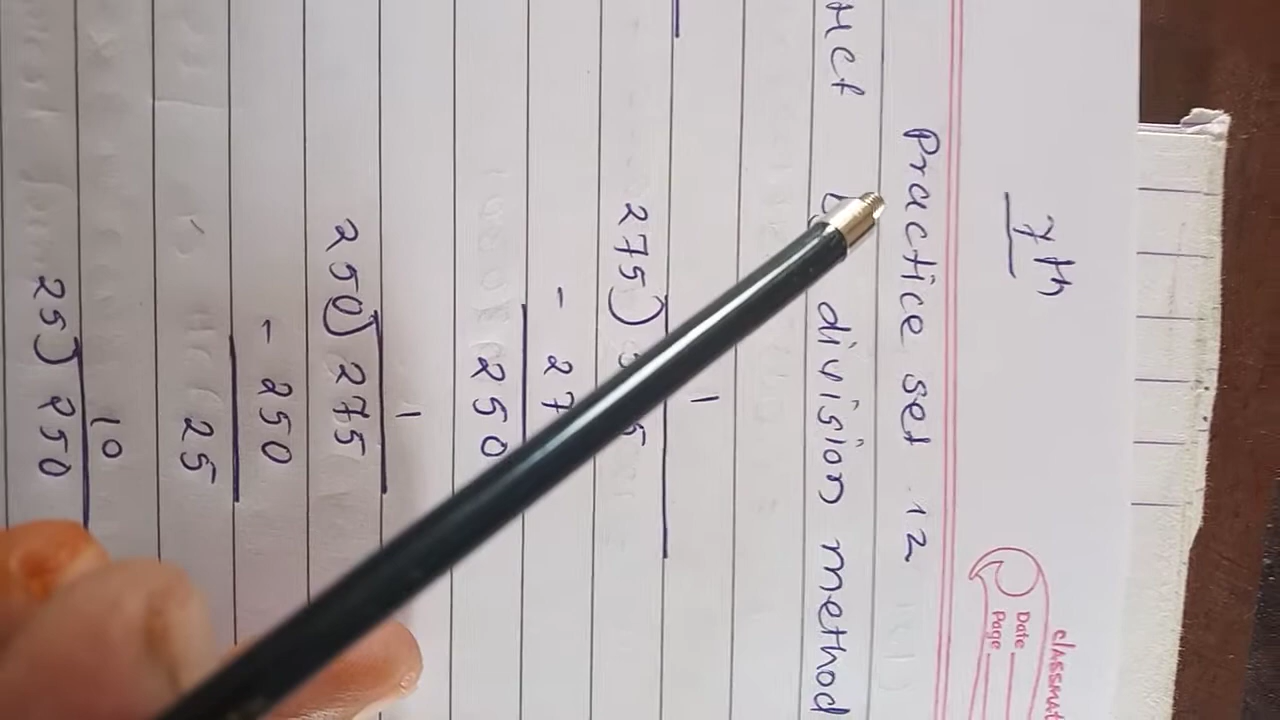 7th
classmat
Date
Page
Practice set 12
HCf division method
1
275)
- 27
250
1
250) 275
- 250
25
10
25) 250